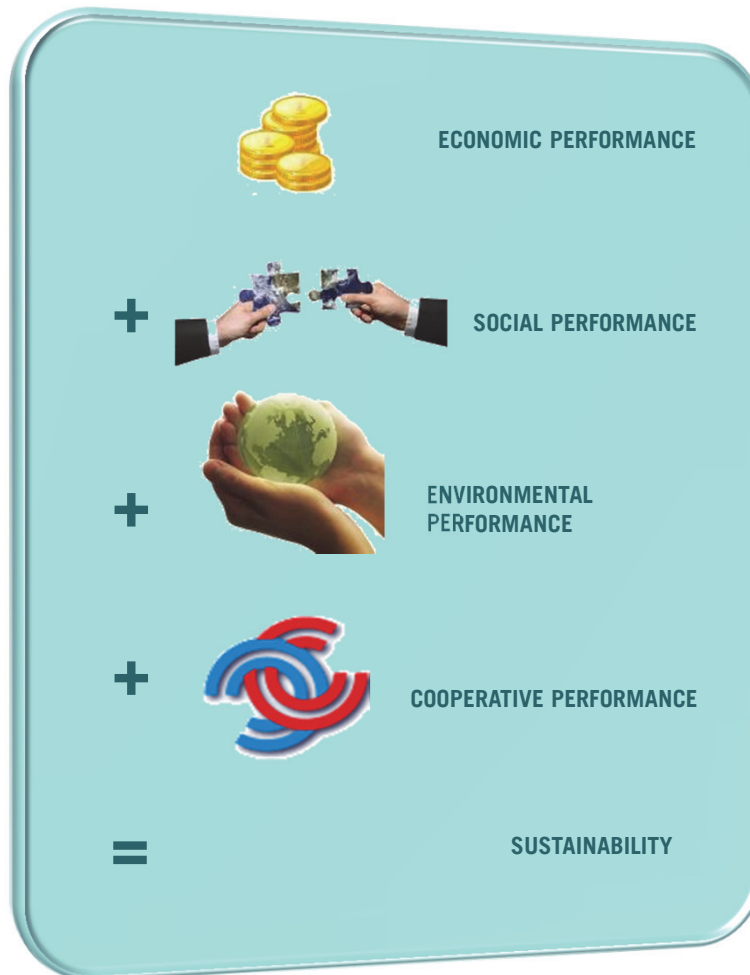 ECONOMIC PERFORMANCE
+
SOCIAL PERFORMANCE
+
ENVIRONMENTAL
PERFORMANCE
+
COOPERATIVE PERFORMANCE
=
SUSTAINABILITY